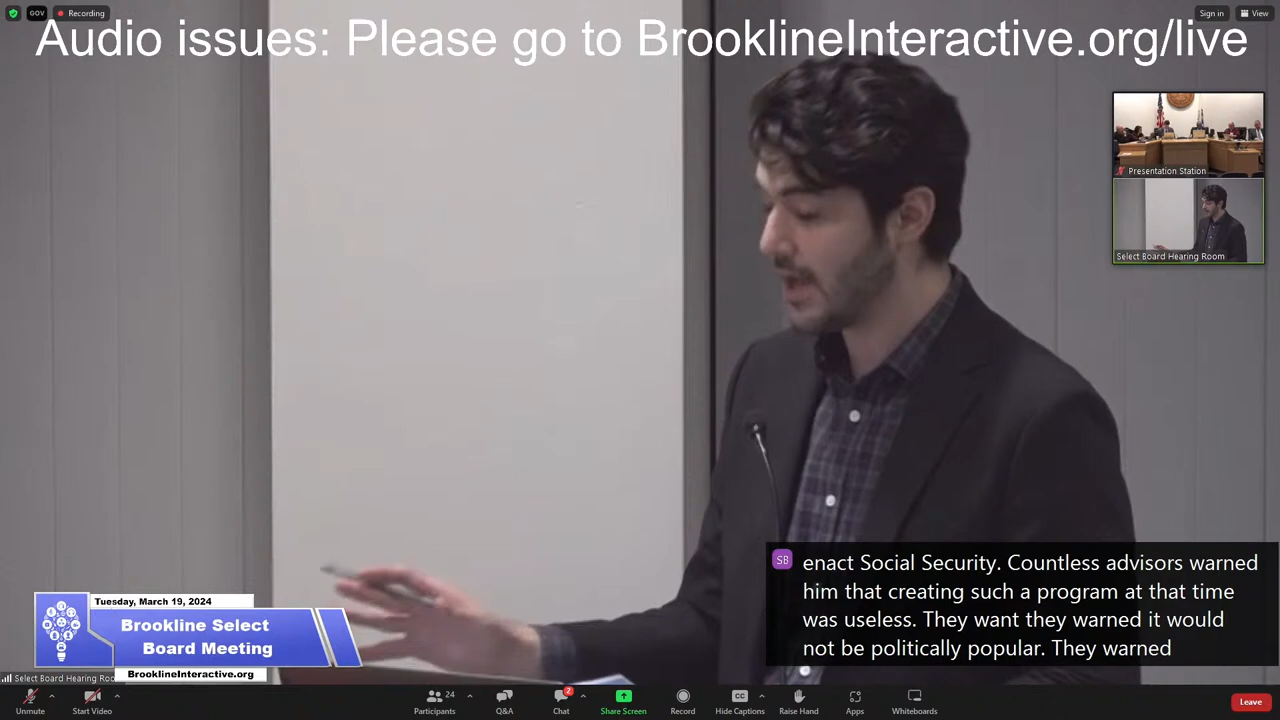 GOV
Recording
Sign in
View
Audio issues: Please go to BrooklineInteractive.org/live
Presentation Station
Select Board Hearing Room
SB
enact Social Security. Countless advisors warned
him that creating such a program at that time
was useless. They want they warned it would
not be politically popular. They warned
Tuesday, March 19, 2024
Brookline Select
Board Meeting
BrooklineInteractive.org
Select Board Hearing Roo
Unmute
Start Video
Participants
24
Q&A
Chat
2
Share Screen
Record
CC
Hide Captions
Raise Hand
Apps
Whiteboards
Leave